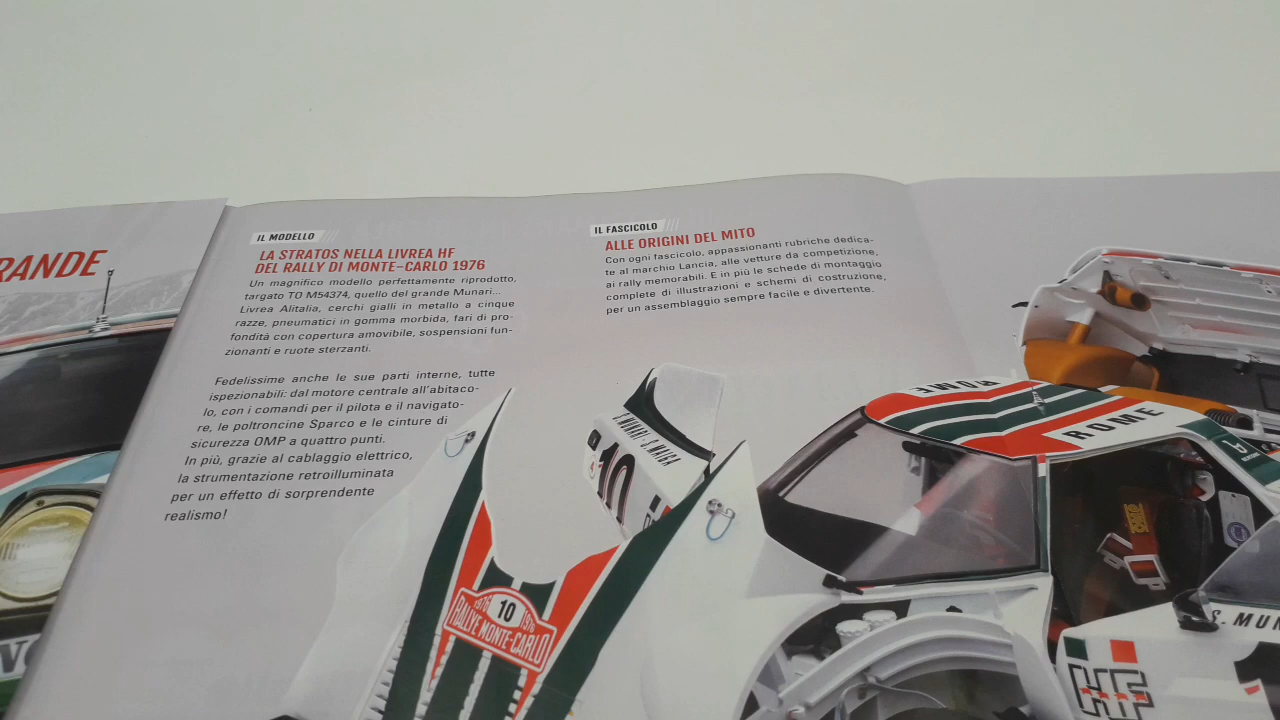 RANDE
IL MODELLO
LA STRATOS NELLA LIVREA HF
DEL RALLY DI MONTE-CARLO 1976
Un magnifico modello perfettamente riprodotto,
targato TO M54374, quello del grande Munari...
Livrea Alitalia, cerchi gialli in metallo a cinque
razze, pneumatici in gomma morbida, fari di pro-
fondità con copertura amovibile, sospensioni fun-
zionanti e ruote sterzanti.
Fedelissime anche le sue parti interne, tutte
ispezionabili: dal motore centrale all'abitaco-
lo, con i comandi per il pilota e il navigato-
re, le poltroncine Sparco e le cinture di
sicurezza OMP a quattro punti.
In più, grazie al cablaggio elettrico,
la strumentazione retroilluminata
per un effetto di sorprendente
realismo!
IL FASCICOLO
ALLE ORIGINI DEL MITO
Con ogni fascicolo, appassionanti rubriche dedica-
te al marchio Lancia, alle vetture da competizione,
ai rally memorabili. E in più le schede di montaggio
complete di illustrazioni e schemi di costruzione,
per un assemblaggio sempre facile e divertente.
ROME
ROME
S. MUNARI S. MAIGA
10
1976 10 1976
RALLYE MONTE-CARLO
S. MUN
1
HF